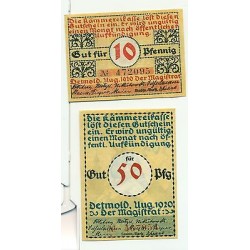 Die Kämmereikasse löst diesen
Gutschein ein. Er wird ungültig
einen Monat nach öffentlicher
Aufkündigung.
Gut für 10 Pfennig
№ 472095
Detmold, Aug. 1920 Der Magistrat
Die Kämmereikasse
löst diesen Gutschein
ein. Er wird ungültig
einen Monat nach öf-
fentl. Aufkündigung
für
Gut 50 Pfg
Detmold, Aug. 1920
Der Magistrat: